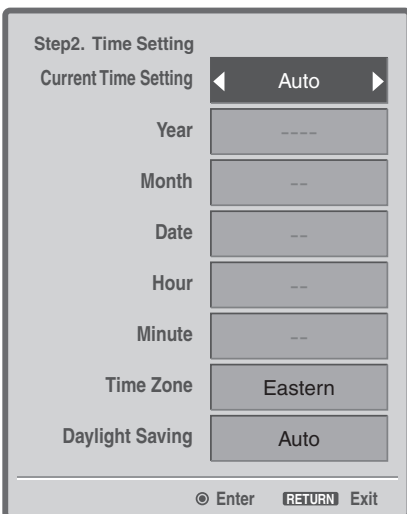 Step2. Time Setting
Current Time Setting Auto
Year ----
Month --
Date --
Hour --
Minute --
Time Zone Eastern
Daylight Saving Auto
Enter RETURN Exit